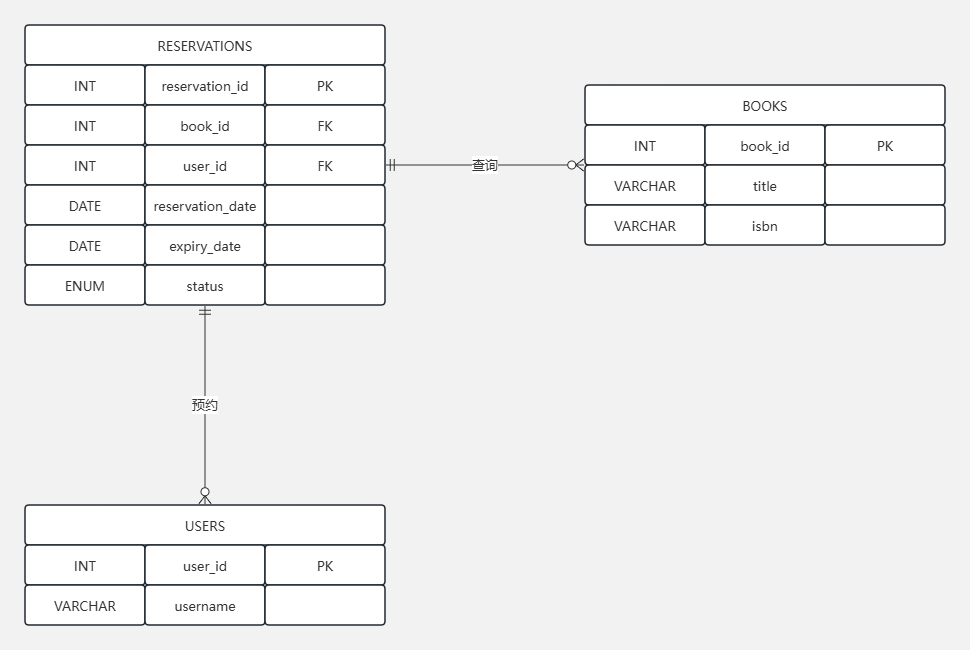 RESERVATIONS
INT reservation_id PK
INT book_id FK
INT user_id FK
DATE reservation_date
DATE expiry_date
ENUM status
查询
BOOKS
INT book_id PK
VARCHAR title
VARCHAR isbn
预约
USERS
INT user_id PK
VARCHAR username